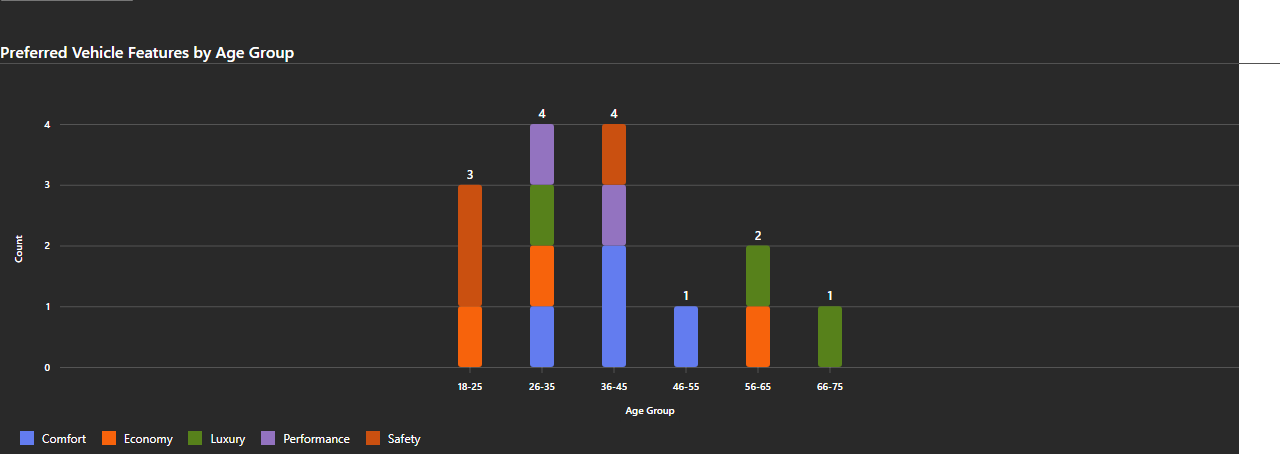 Preferred Vehicle Features by Age Group
4
4
4
3
3
2
2
1
1
1
0
Count
18-25
26-35
36-45
46-55
56-65
66-75
Age Group
Comfort
Economy
Luxury
Performance
Safety